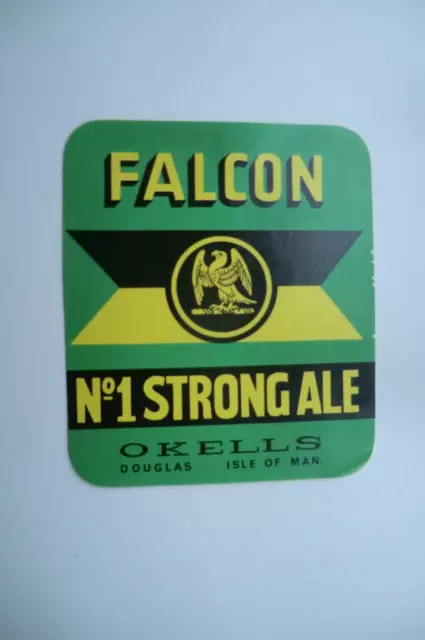 FALCON
Nº1 STRONG ALE
OKELLS
DOUGLAS ISLE OF MAN.